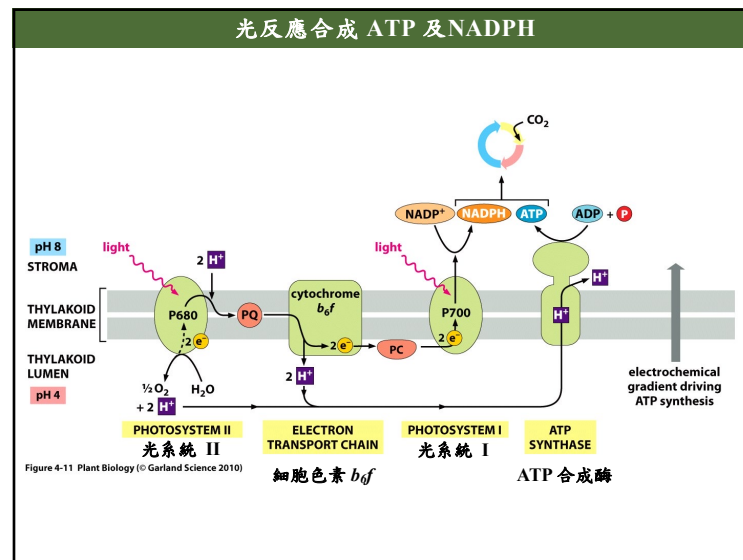 光反應合成 ATP 及NADPH
CO₂
NADP⁺ NADPH ATP ADP + P
pH 8
STROMA
light
2 H⁺
light
H⁺
THYLAKOID
MEMBRANE
P680
PQ
cytochrome
b₆f
P700
H⁺
2 e⁻
2 e⁻
PC
2 e⁻
THYLAKOID
LUMEN
pH 4
½ O₂
+ 2 H⁺
H₂O
2 H⁺
electrochemical
gradient driving
ATP synthesis
PHOTOSYSTEM II
光系統 II
ELECTRON
TRANSPORT CHAIN
細胞色素 b₆f
PHOTOSYSTEM I
光系統 I
ATP
SYNTHASE
ATP 合成酶
Figure 4-11 Plant Biology (© Garland Science 2010)